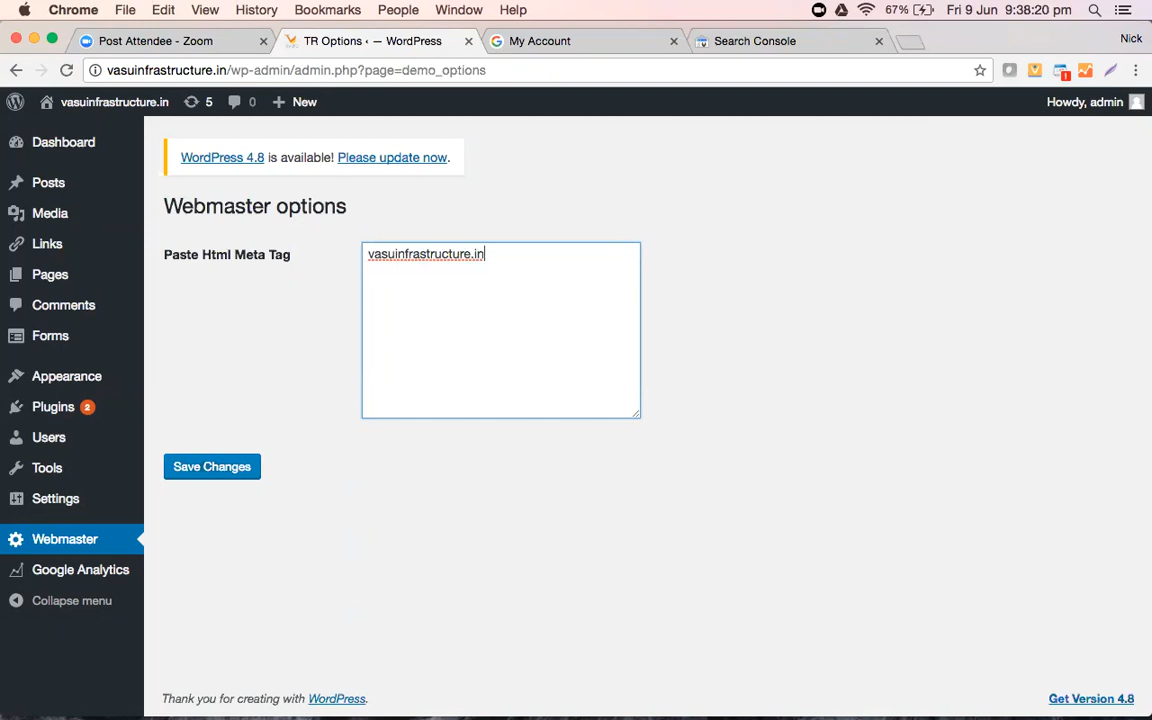 Chrome File Edit View History Bookmarks People Window Help 67% Fri 9 Jun 9:38:20 pm
Post Attendee - Zoom TR Options ‹ — WordPress My Account Search Console Nick
vasuinfrastructure.in/wp-admin/admin.php?page=demo_options
vasuinfrastructure.in 5 0 New Howdy, admin
Dashboard
Posts
Media
Links
Pages
Comments
Forms
Appearance
Plugins 2
Users
Tools
Settings
Webmaster
Google Analytics
Collapse menu
WordPress 4.8 is available! Please update now.
Webmaster options
Paste Html Meta Tag vasuinfrastructure.in
Save Changes
Thank you for creating with WordPress. Get Version 4.8